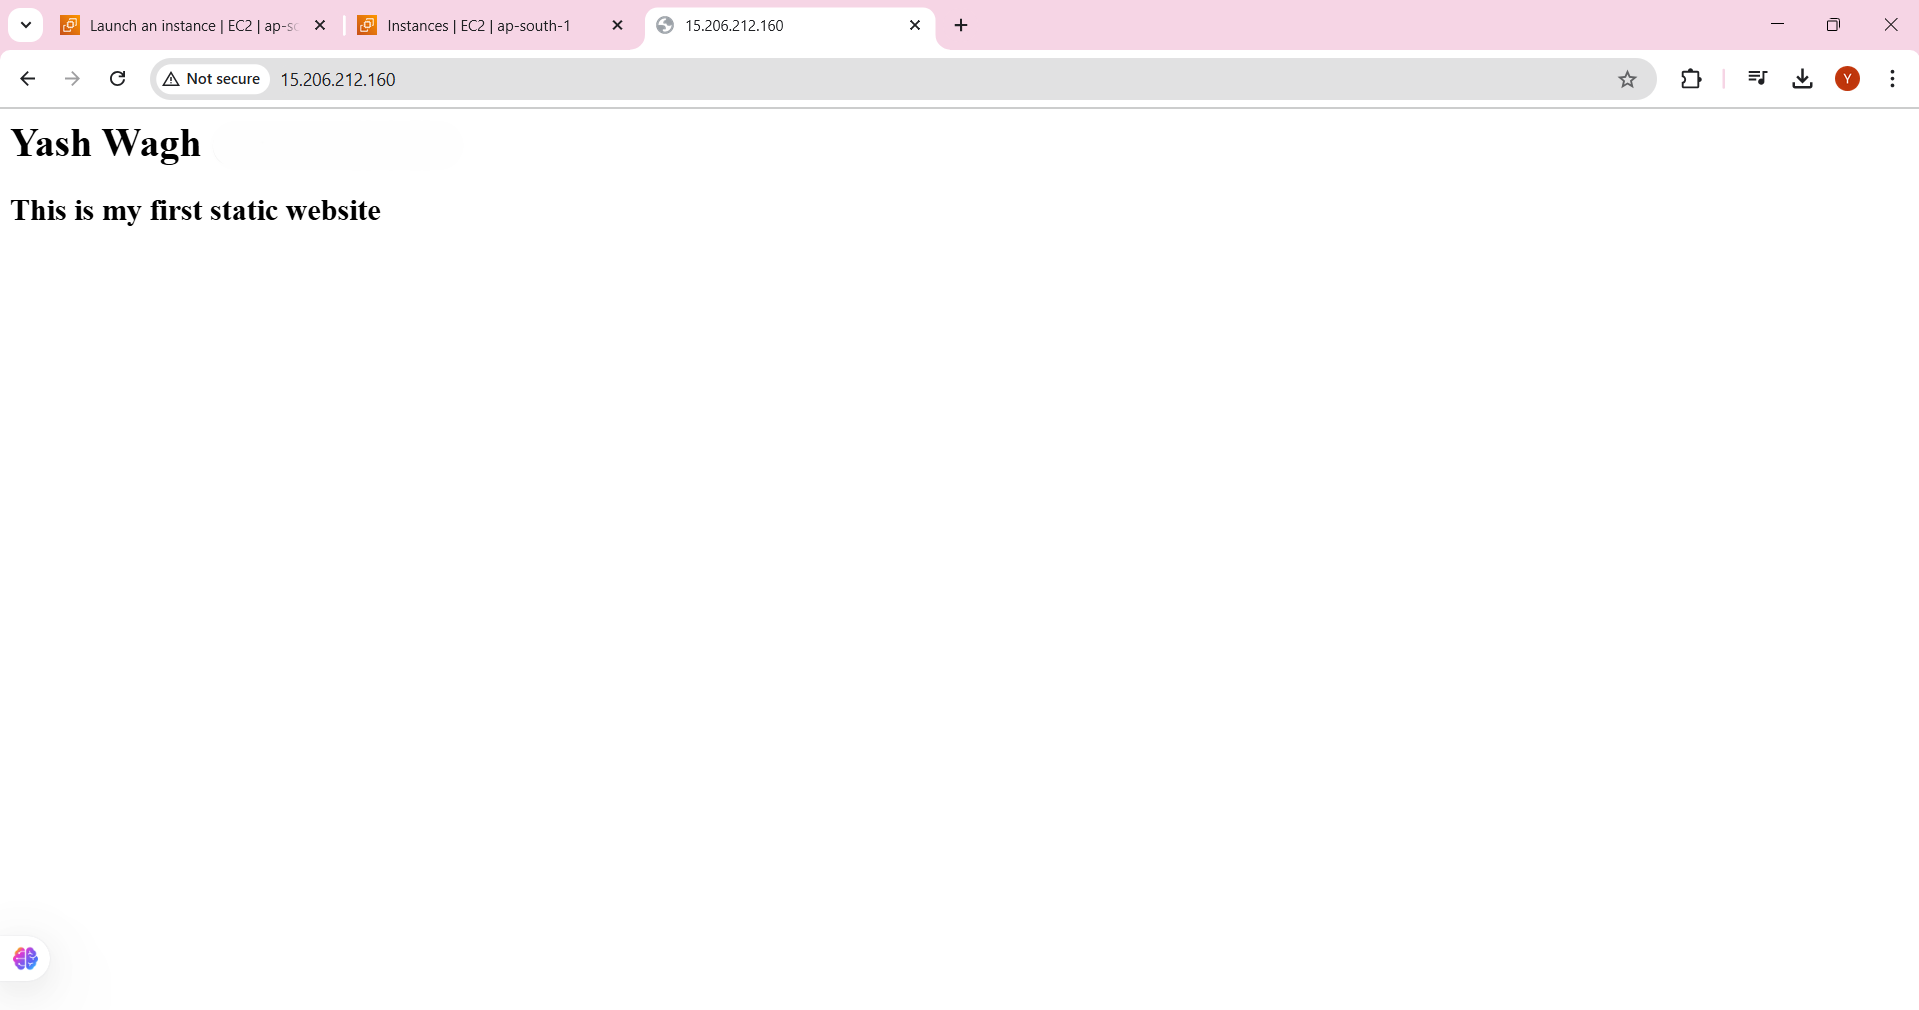 Launch an instance | EC2 | ap-so
Instances | EC2 | ap-south-1
15.206.212.160
Not secure
15.206.212.160
Y
Yash Wagh
This is my first static website